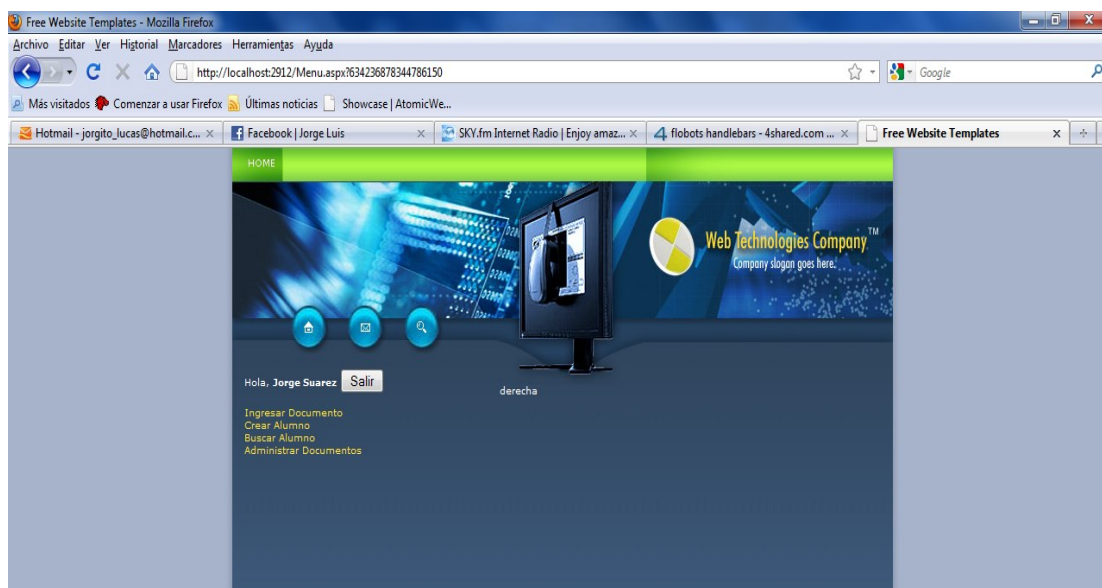 Free Website Templates - Mozilla Firefox
Archivo Editar Ver Historial Marcadores Herramientas Ayuda
http://localhost:2912/Menu.aspx?634236878344786150
Google
Más visitados Comenzar a usar Firefox Últimas noticias Showcase | AtomicWe...
Hotmail - jorgito_lucas@hotmail.c... Facebook | Jorge Luis SKY.fm Internet Radio | Enjoy amaz... flobots handlebars - 4shared.com ... Free Website Templates
HOME
Web Technologies Company TM
Company slogan goes here.
Hola, Jorge Suarez Salir
derecha
Ingresar Documento
Crear Alumno
Buscar Alumno
Administrar Documentos